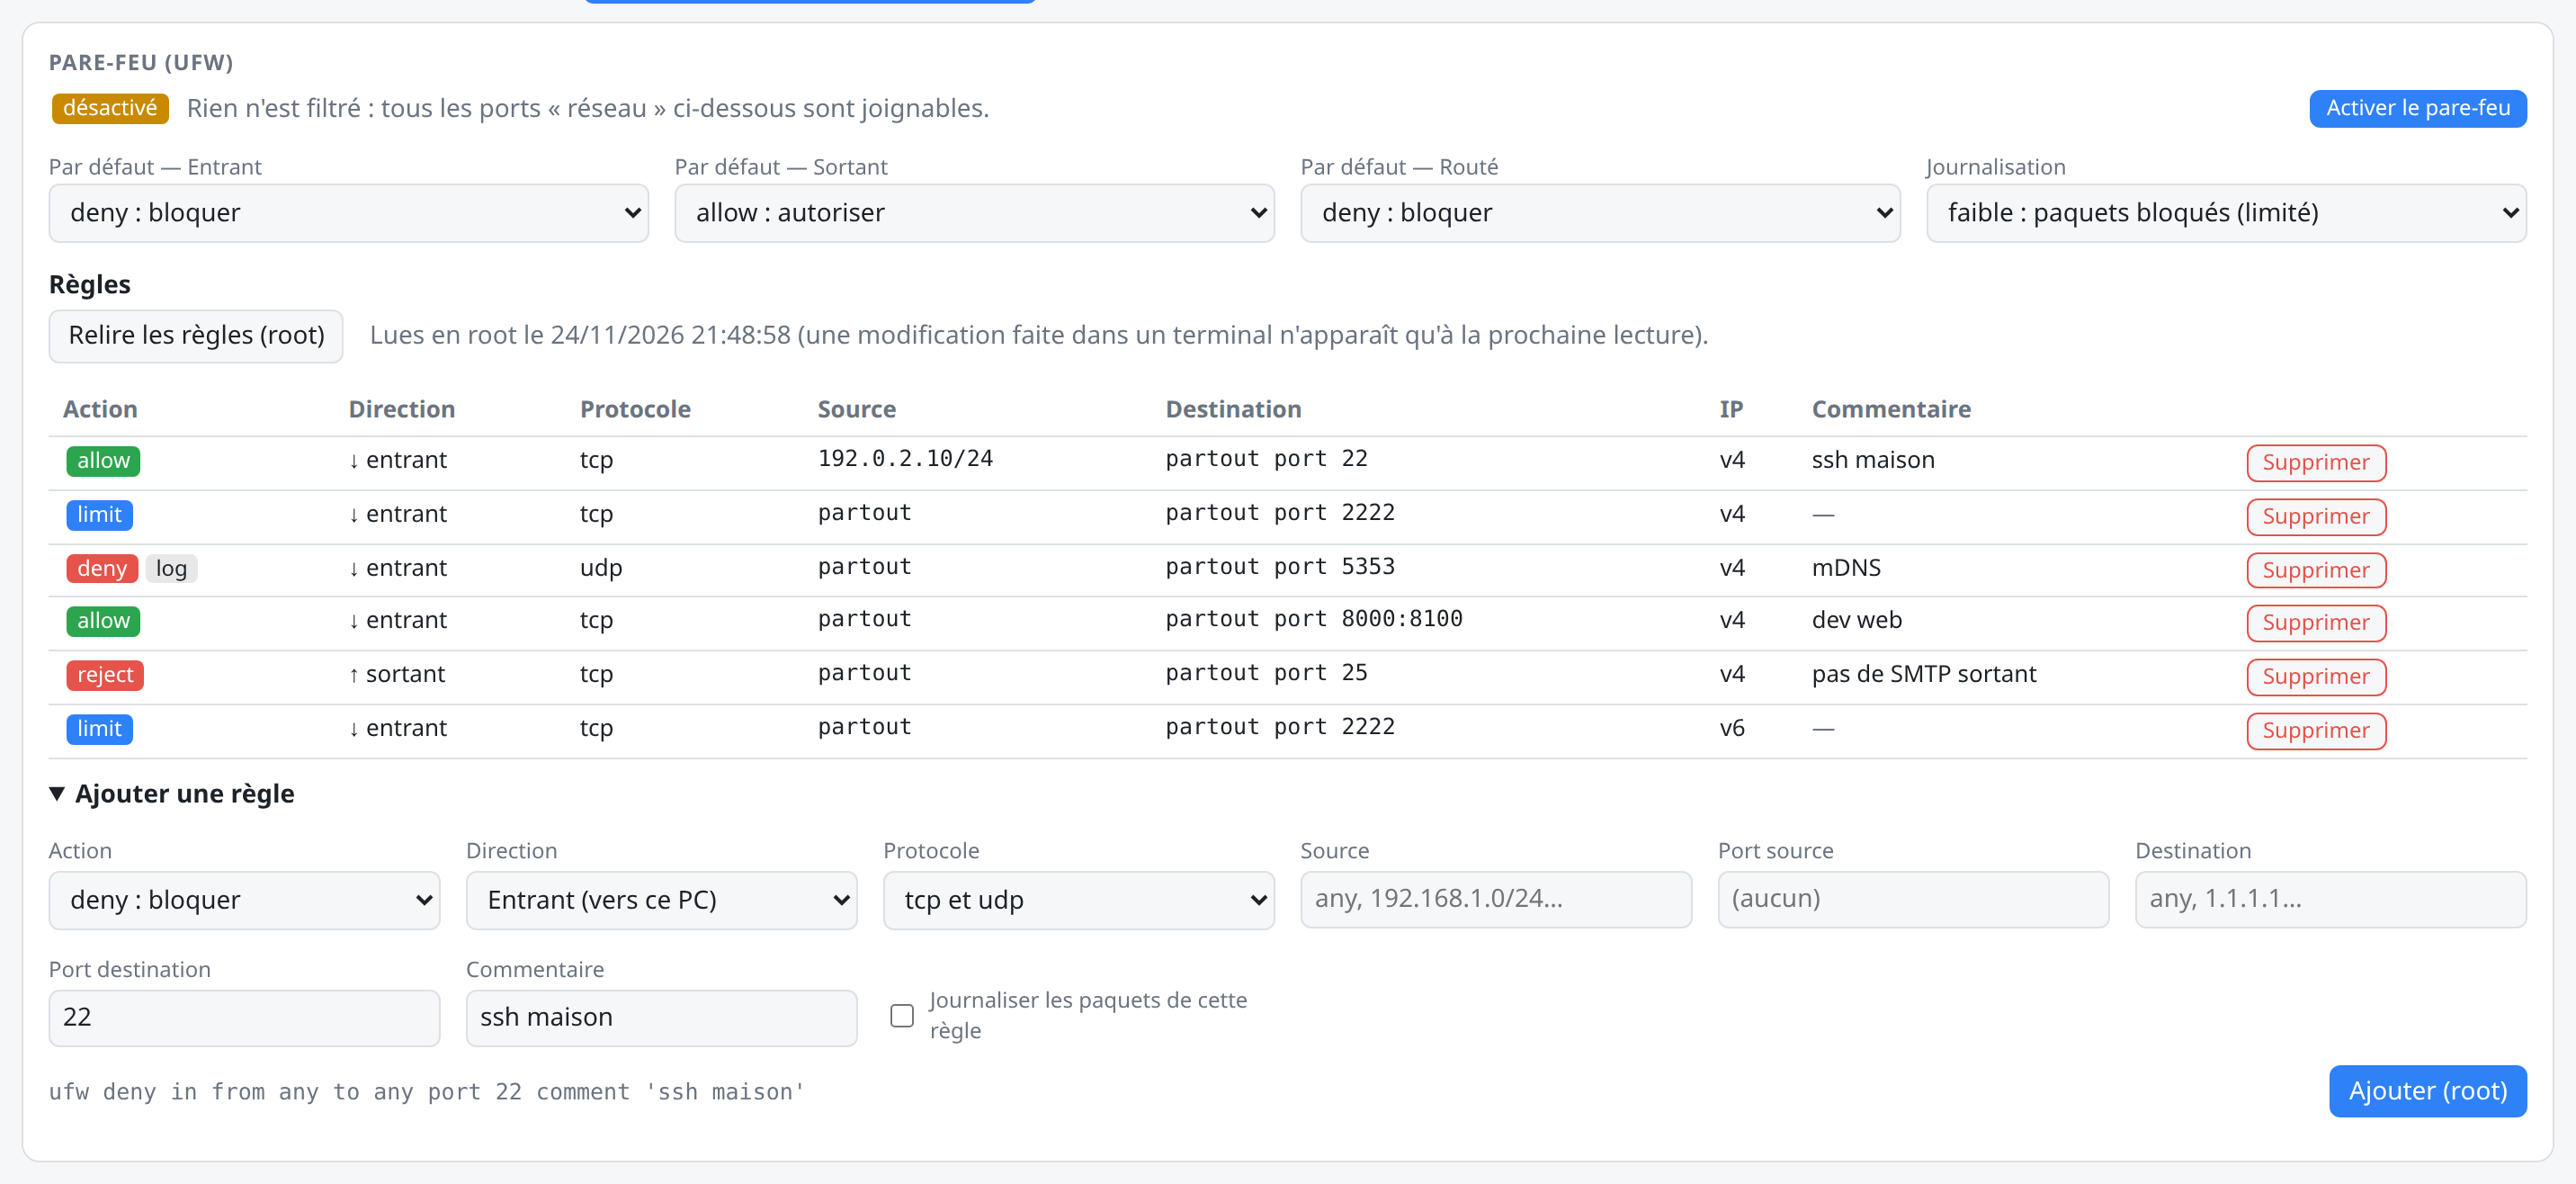 PARE-FEU (UFW)
désactivé Rien n'est filtré : tous les ports « réseau » ci-dessous sont joignables. Activer le pare-feu
Par défaut — Entrant Par défaut — Sortant Par défaut — Routé Journalisation
deny : bloquer allow : autoriser deny : bloquer faible : paquets bloqués (limité)
Règles
Relire les règles (root) Lues en root le 24/11/2026 21:48:58 (une modification faite dans un terminal n'apparaît qu'à la prochaine lecture).
Action Direction Protocole Source Destination IP Commentaire
allow ↓ entrant tcp 192.0.2.10/24 partout port 22 v4 ssh maison Supprimer
limit ↓ entrant tcp partout partout port 2222 v4 — Supprimer
deny log ↓ entrant udp partout partout port 5353 v4 mDNS Supprimer
allow ↓ entrant tcp partout partout port 8000:8100 v4 dev web Supprimer
reject ↑ sortant tcp partout partout port 25 v4 pas de SMTP sortant Supprimer
limit ↓ entrant tcp partout partout port 2222 v6 — Supprimer
▼ Ajouter une règle
Action Direction Protocole Source Port source Destination
deny : bloquer Entrant (vers ce PC) tcp et udp any, 192.168.1.0/24... (aucun) any, 1.1.1.1...
Port destination Commentaire
22 ssh maison Journaliser les paquets de cette
règle
ufw deny in from any to any port 22 comment 'ssh maison' Ajouter (root)